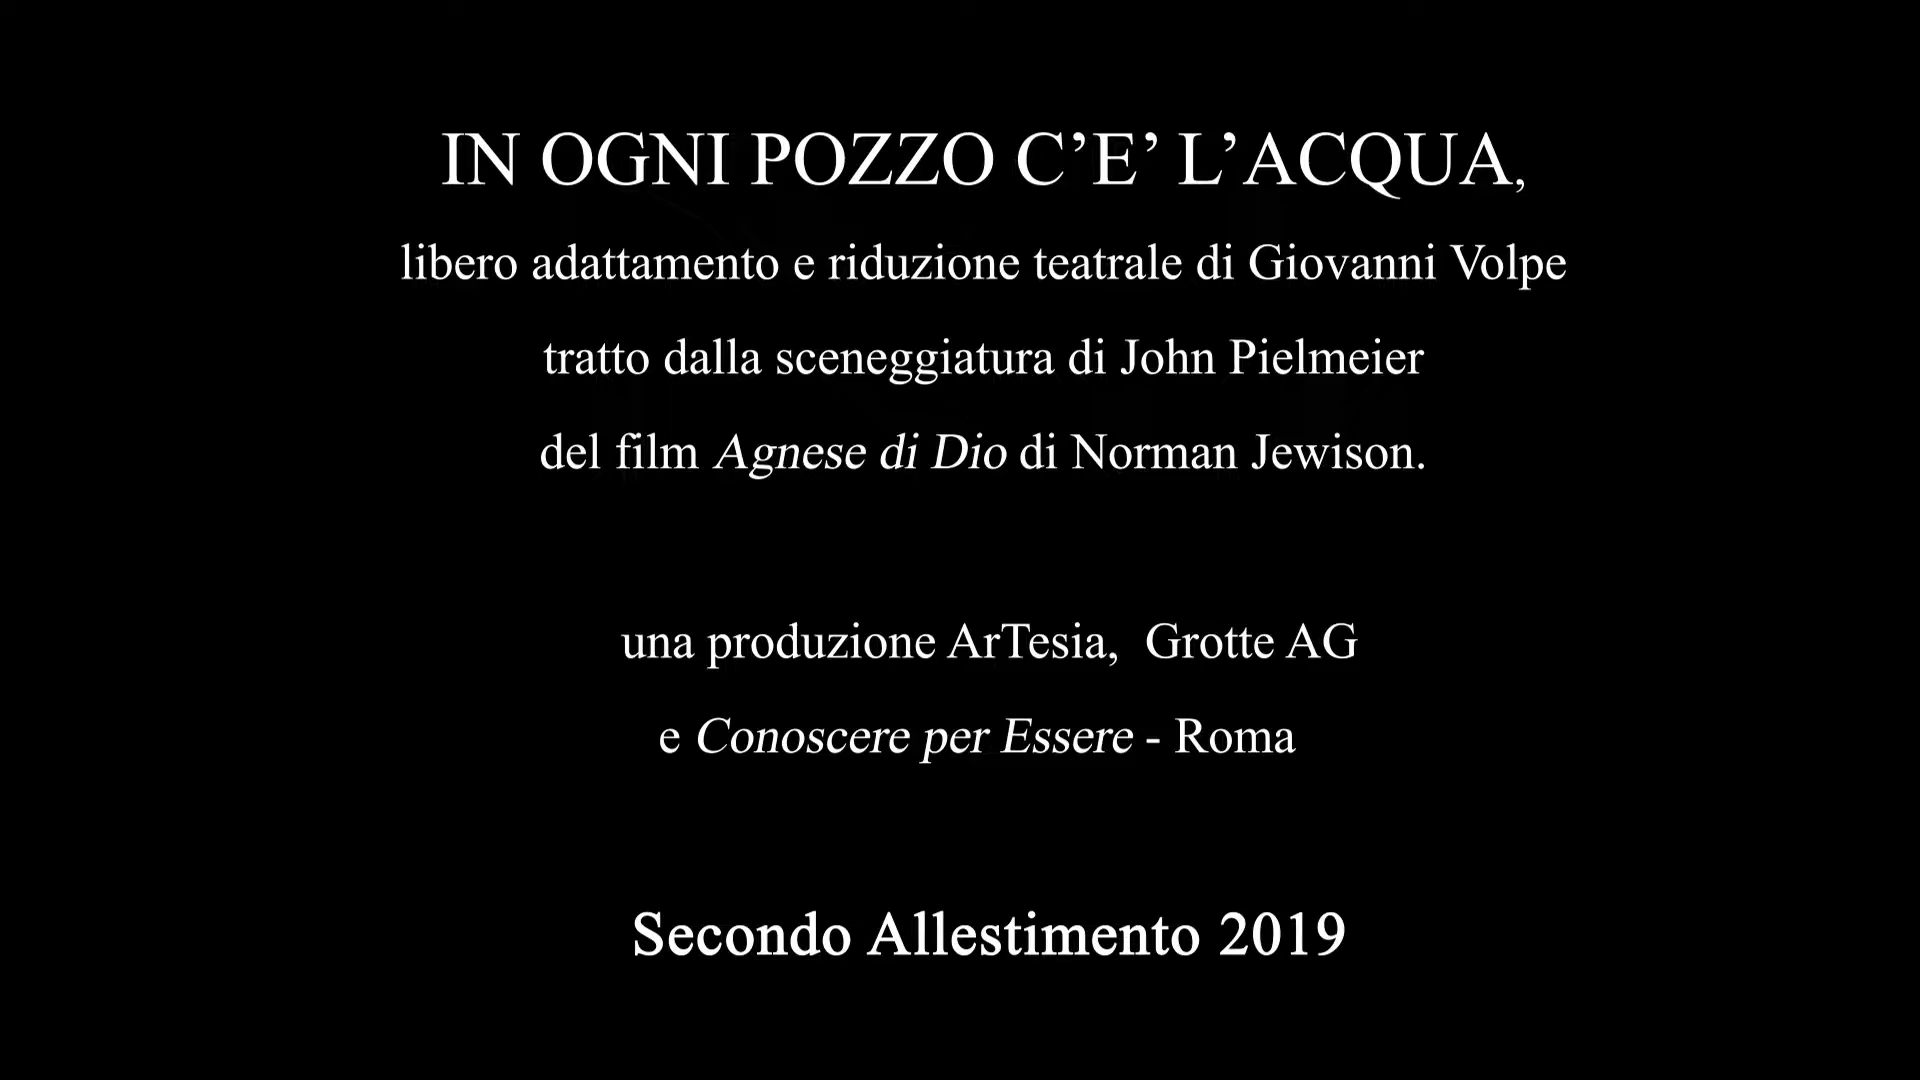 IN OGNI POZZO C’E’ L’ACQUA,
libero adattamento e riduzione teatrale di Giovanni Volpe
tratto dalla sceneggiatura di John Pielmeier
del film Agnese di Dio di Norman Jewison.
una produzione ArTesia, Grotte AG
e Conoscere per Essere - Roma
Secondo Allestimento 2019